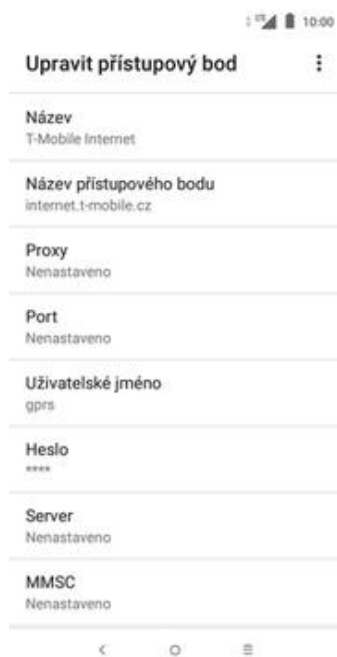 10:00
Upravit přístupový bod
Název
T-Mobile Internet
Název přístupového bodu
internet.t-mobile.cz
Proxy
Nenastaveno
Port
Nenastaveno
Uživatelské jméno
gprs
Heslo
****
Server
Nenastaveno
MMSC
Nenastaveno